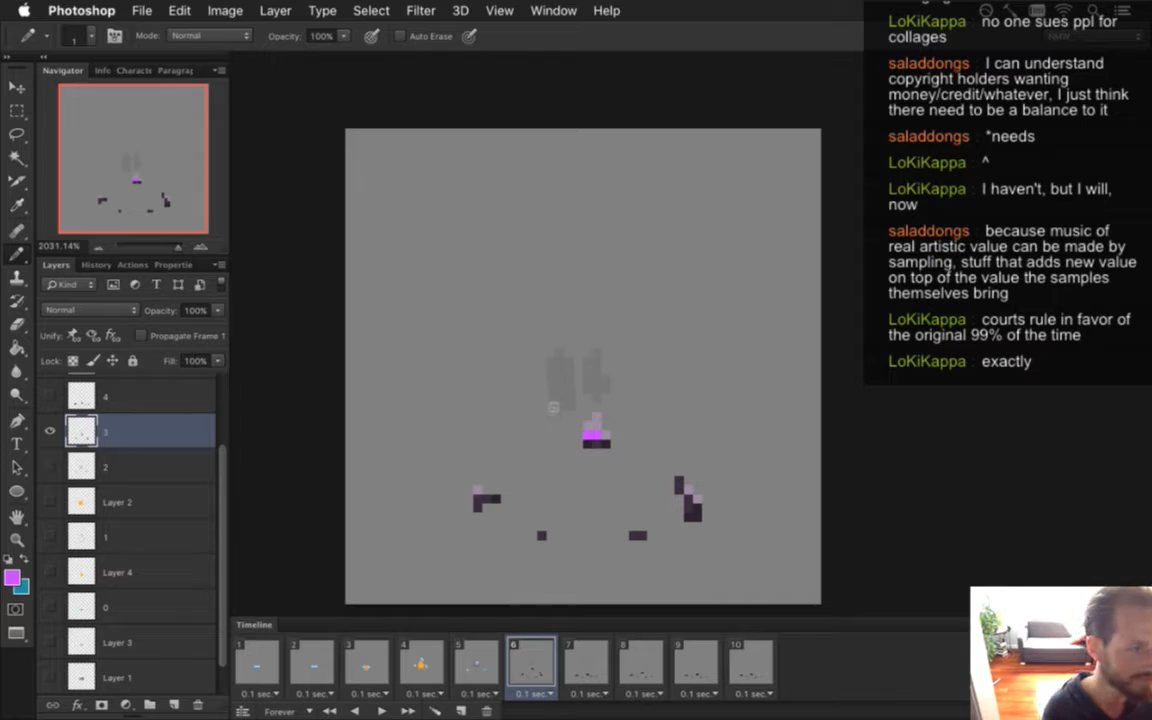 Photoshop File Edit Image Layer Type Select Filter 3D View Window Help
1 Mode: Normal Opacity: 100% Auto Erase
Navigator Info Characte Paragrap
2031.14%
Layers History Actions Propertie
Kind
Normal Opacity: 100%
Unify: Propagate Frame 1
Lock: Fill: 100%
4
3
2
Layer 2
1
Layer 4
0
Layer 3
Layer 1
LoKiKappa no one sues ppl for
collages
saladdongs I can understand
copyright holders wanting
money/credit/whatever, I just think
there need to be a balance to it
saladdongs *needs
LoKiKappa ^
LoKiKappa I haven't, but I will,
now
saladdongs because music of
real artistic value can be made by
sampling, stuff that adds new value
on top of the value the samples
themselves bring
LoKiKappa courts rule in favor of
the original 99% of the time
LoKiKappa exactly
Timeline
1 2 3 4 5 6 7 8 9 10
0.1 sec. 0.1 sec. 0.1 sec. 0.1 sec. 0.1 sec. 0.1 sec. 0.1 sec. 0.1 sec. 0.1 sec. 0.1 sec.
Forever